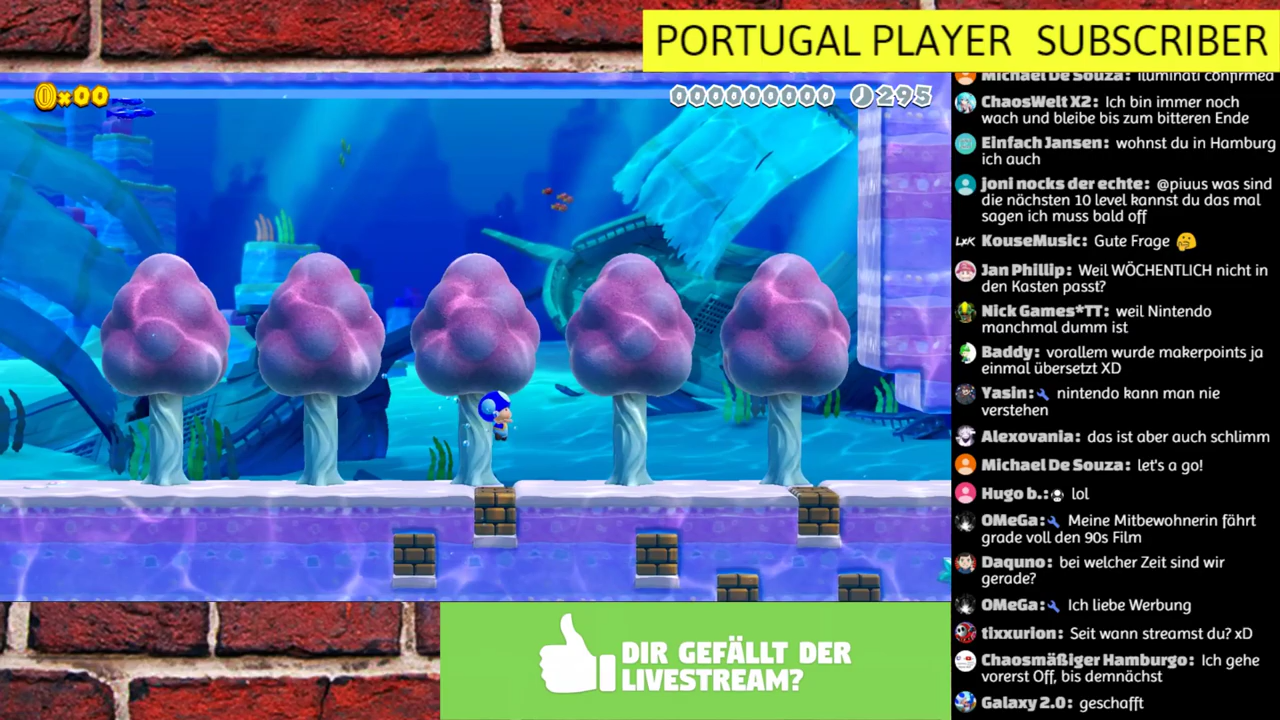 PORTUGAL PLAYER SUBSCRIBER
x00
000000000
295
Michael De Souza: iluminati confirmed
ChaosWelt X2: Ich bin immer noch
wach und bleibe bis zum bitteren Ende
Einfach Jansen: wohnst du in Hamburg
ich auch
joni nocks der echte: @piuus was sind
die nächsten 10 level kannst du das mal
sagen ich muss bald off
LxK KouseMusic: Gute Frage 🤔
Jan Phillip: Weil WÖCHENTLICH nicht in
den Kasten passt?
Nick Games*TT: weil Nintendo
manchmal dumm ist
Baddy: vorallem wurde makerpoints ja
einmal übersetzt XD
Yasin: nintendo kann man nie
verstehen
Alexovania: das ist aber auch schlimm
Michael De Souza: let's a go!
Hugo b.: lol
OMeGa: Meine Mitbewohnerin fährt
grade voll den 90s Film
Daquno: bei welcher Zeit sind wir
gerade?
OMeGa: Ich liebe Werbung
tixxurion: Seit wann streamst du? xD
Chaosmäßiger Hamburgo: Ich gehe
vorerst Off, bis demnächst
Galaxy 2.0: geschafft
DIR GEFÄLLT DER
LIVESTREAM?